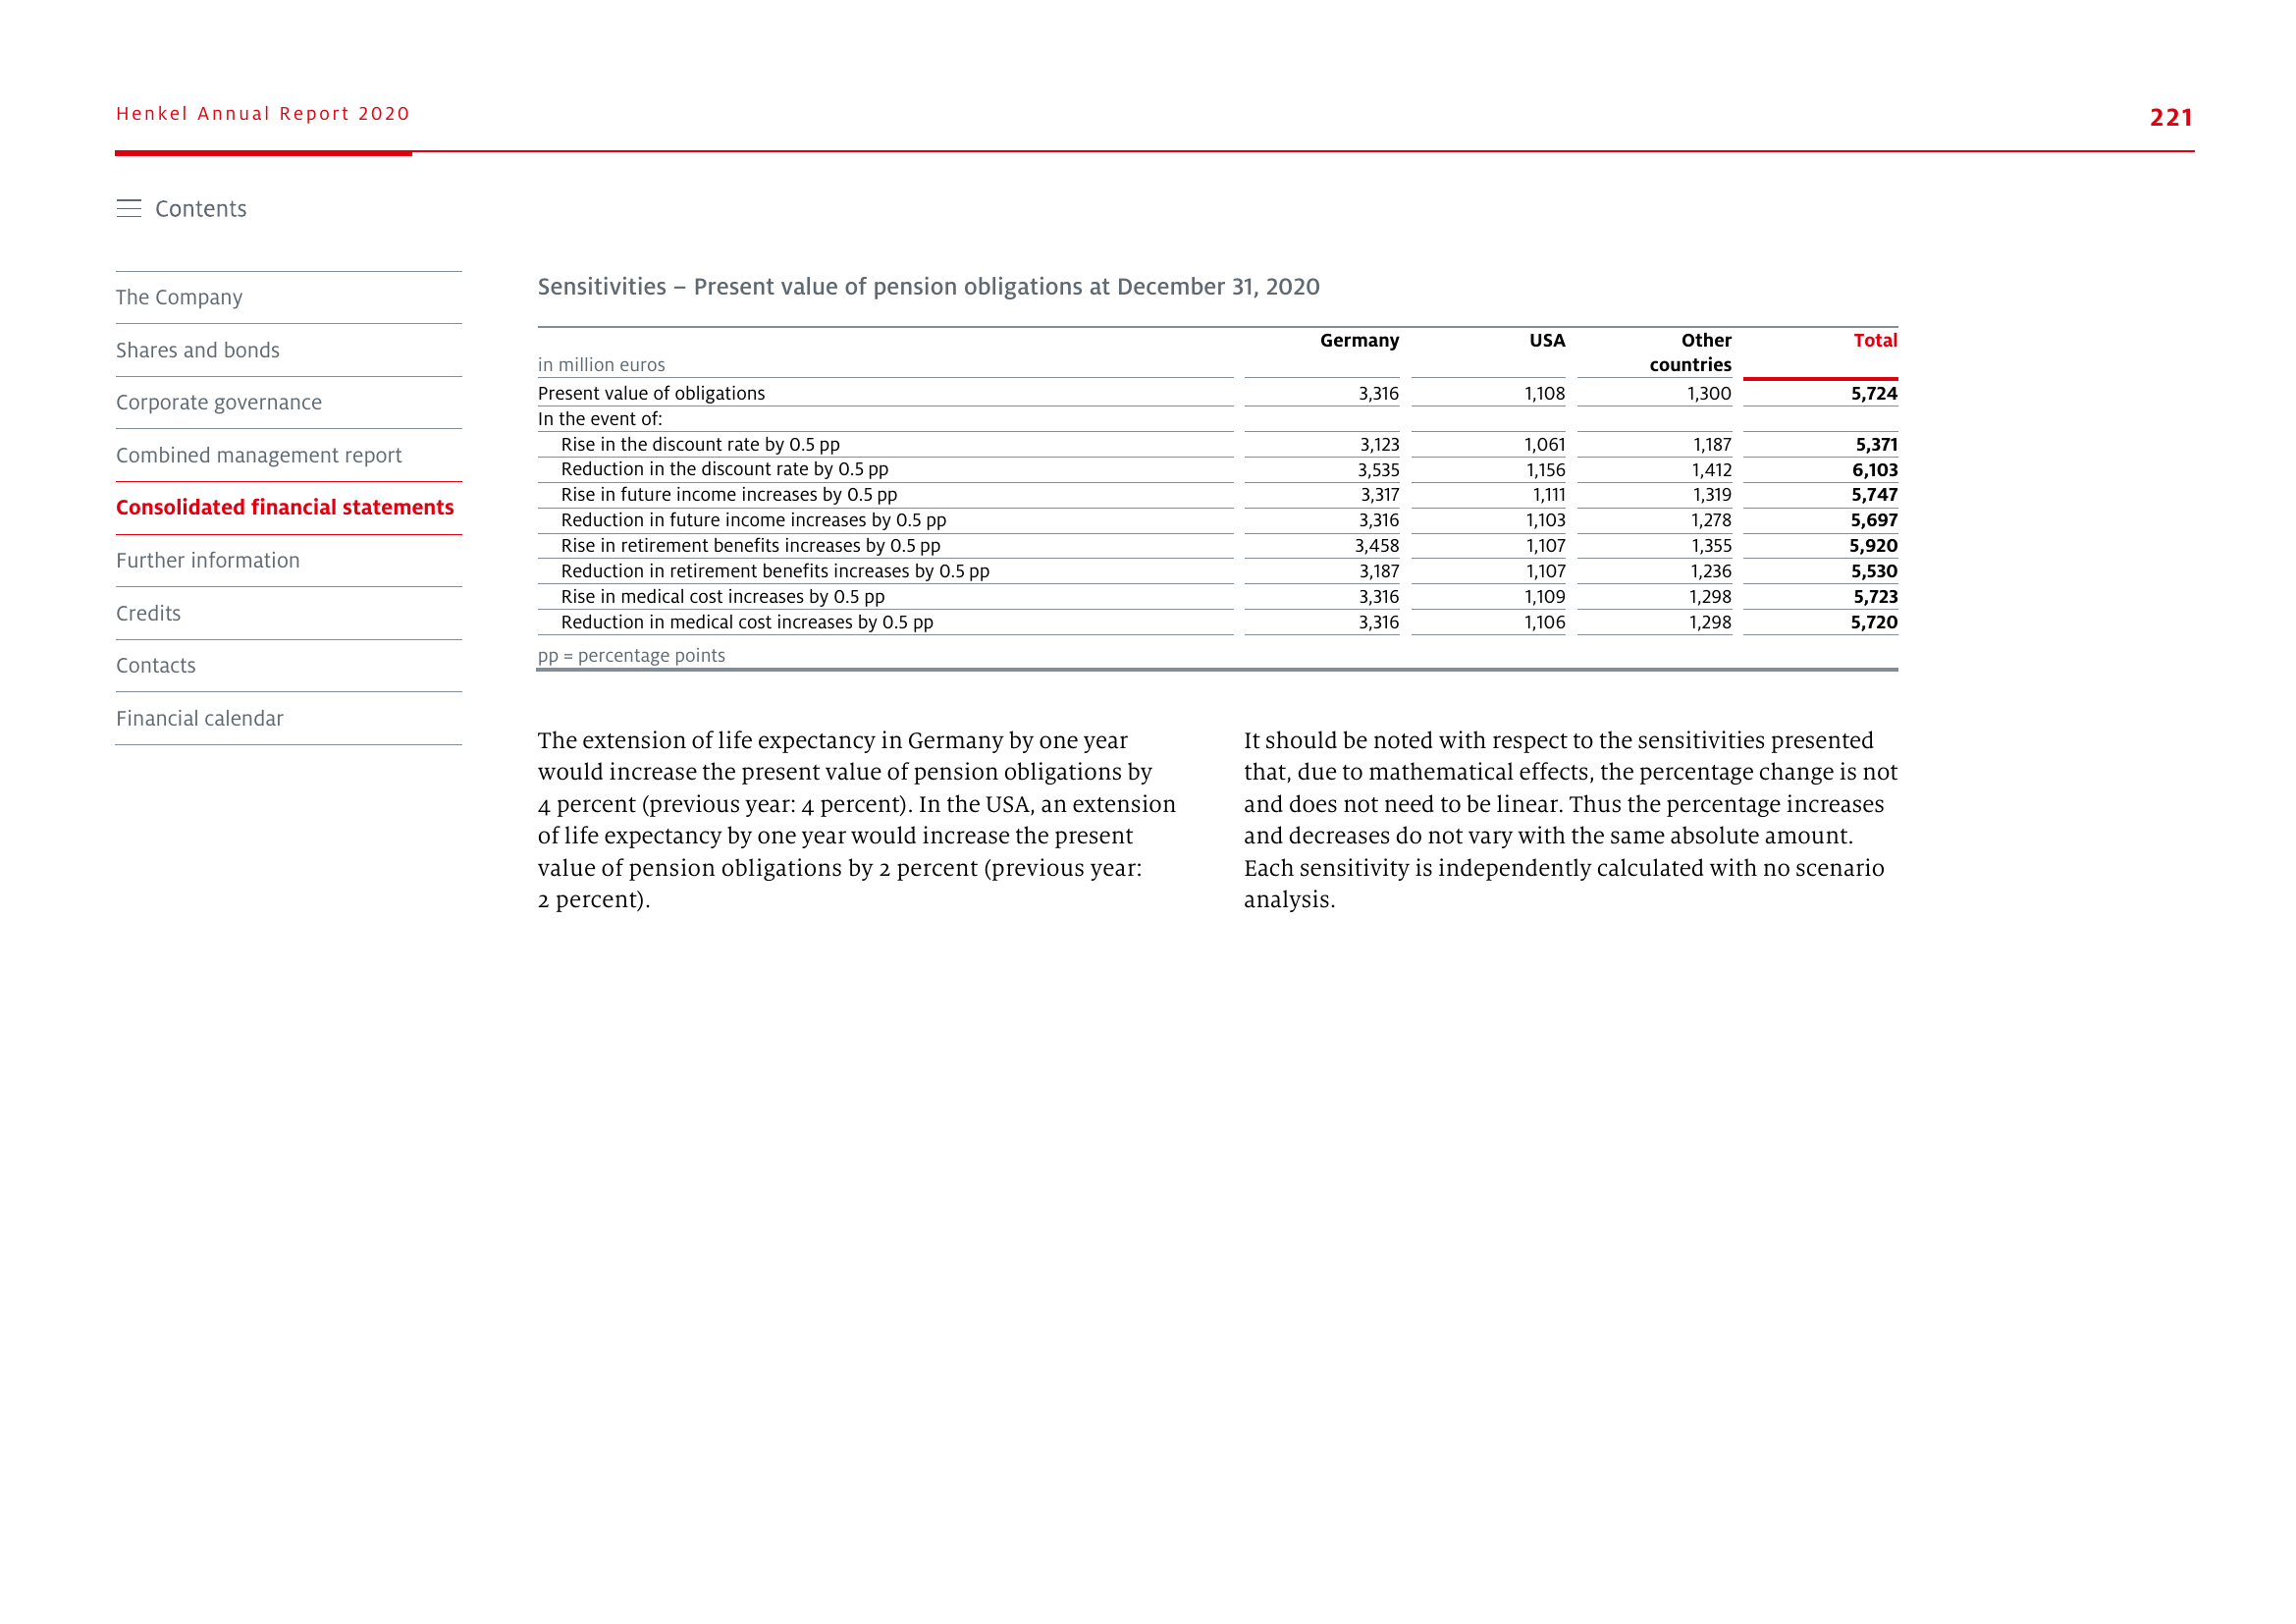 Henkel Annual Report 2020
221
Contents
The Company
Shares and bonds
Corporate governance
Combined management report
Consolidated financial statements
Further information
Credits
Contacts
Financial calendar
Sensitivities – Present value of pension obligations at December 31, 2020
in million euros Germany USA Other countries Total
Present value of obligations 3,316 1,108 1,300 5,724
In the event of:
Rise in the discount rate by 0.5 pp 3,123 1,061 1,187 5,371
Reduction in the discount rate by 0.5 pp 3,535 1,156 1,412 6,103
Rise in future income increases by 0.5 pp 3,317 1,111 1,319 5,747
Reduction in future income increases by 0.5 pp 3,316 1,103 1,278 5,697
Rise in retirement benefits increases by 0.5 pp 3,458 1,107 1,355 5,920
Reduction in retirement benefits increases by 0.5 pp 3,187 1,107 1,236 5,530
Rise in medical cost increases by 0.5 pp 3,316 1,109 1,298 5,723
Reduction in medical cost increases by 0.5 pp 3,316 1,106 1,298 5,720
pp = percentage points
The extension of life expectancy in Germany by one year
would increase the present value of pension obligations by
4 percent (previous year: 4 percent). In the USA, an extension
of life expectancy by one year would increase the present
value of pension obligations by 2 percent (previous year:
2 percent).
It should be noted with respect to the sensitivities presented
that, due to mathematical effects, the percentage change is not
and does not need to be linear. Thus the percentage increases
and decreases do not vary with the same absolute amount.
Each sensitivity is independently calculated with no scenario
analysis.